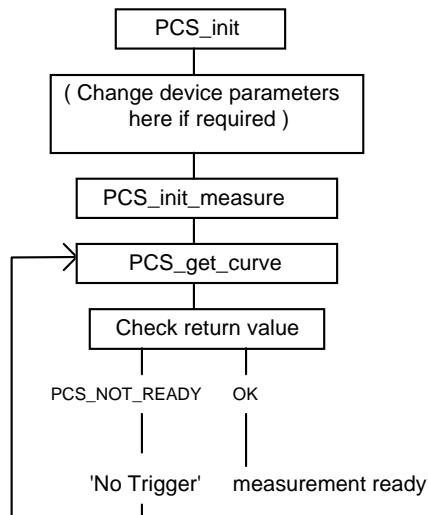 PCS_init
( Change device parameters
here if required )
PCS_init_measure
PCS_get_curve
Check return value
PCS_NOT_READY OK
'No Trigger' measurement ready